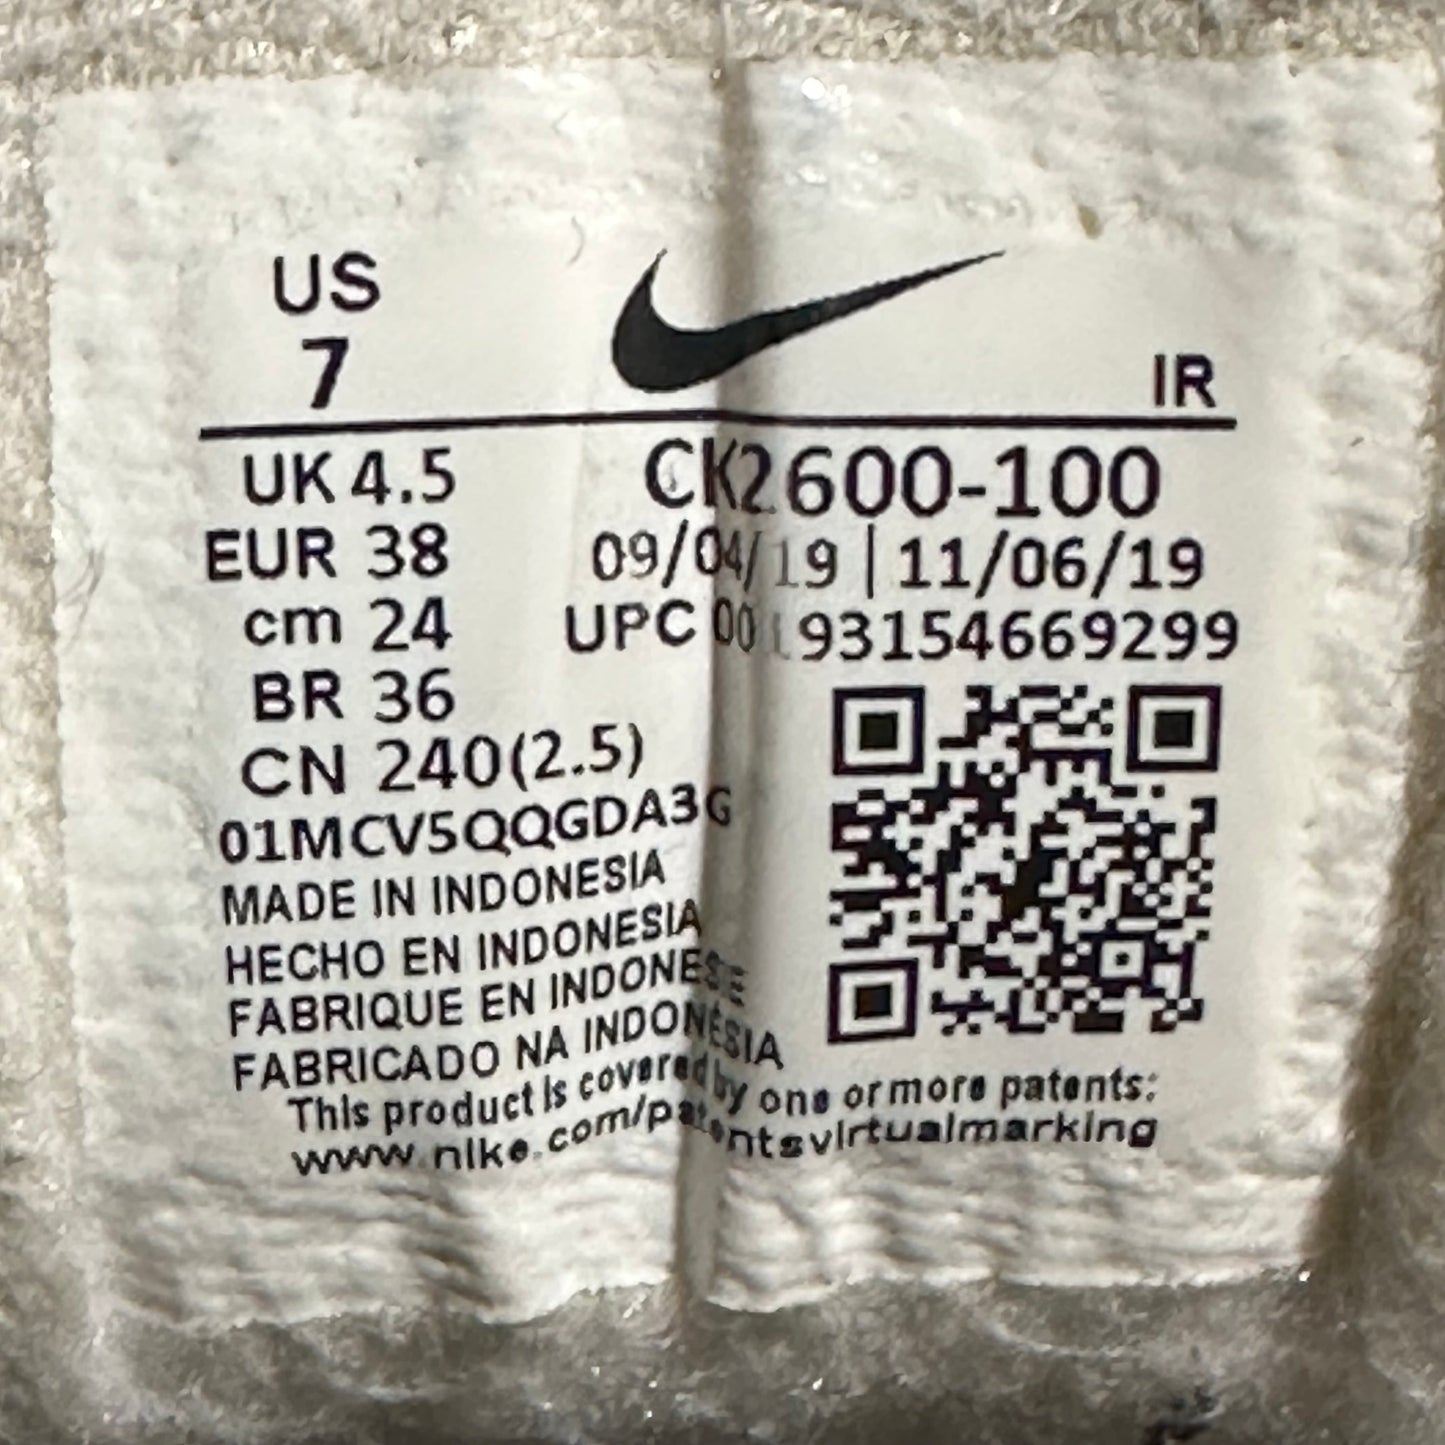 US
7
IR
UK 4.5
CK2600-100
EUR 38
09/04/19 | 11/06/19
cm 24
UPC 00193154669299
BR 36
CN 240(2.5)
01MCV5QQGDA3G
MADE IN INDONESIA
HECHO EN INDONESIA
FABRIQUE EN INDONESIE
FABRICADO NA INDONÉSIA
This product is covered by one or more patents:
www.nike.com/patentsvirtualmarking